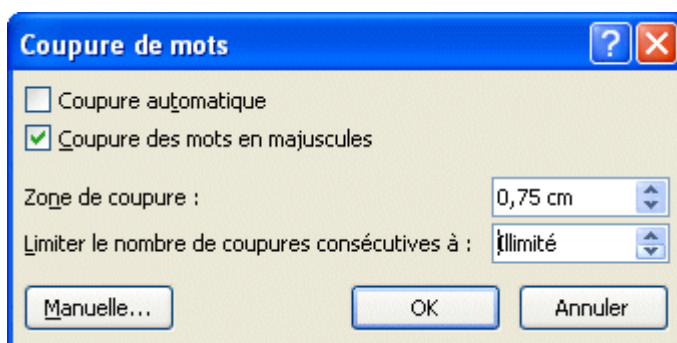 Coupure de mots
Coupure automatique
Coupure des mots en majuscules
Zone de coupure : 0,75 cm
Limiter le nombre de coupures consécutives à : Illimité
Manuelle... OK Annuler